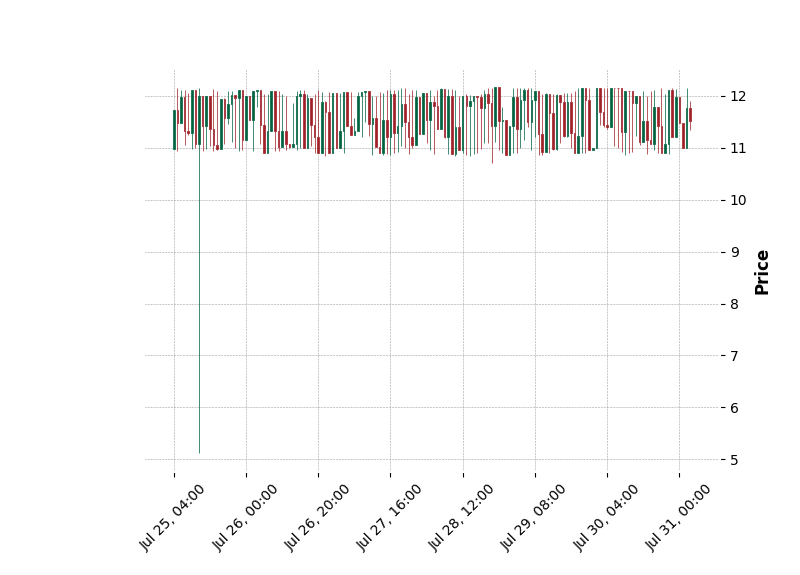 12
11
10
9
8
7
6
5
Price
Jul 25, 04:00
Jul 26, 00:00
Jul 26, 20:00
Jul 27, 16:00
Jul 28, 12:00
Jul 29, 08:00
Jul 30, 04:00
Jul 31, 00:00